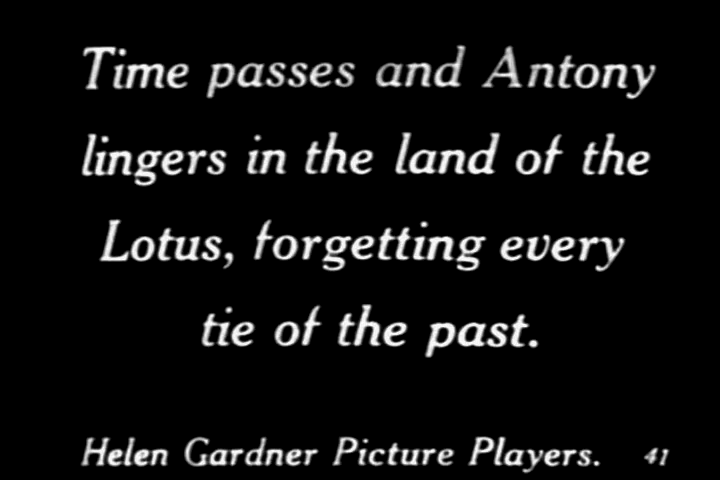 Time passes and Antony
lingers in the land of the
Lotus, forgetting every
tie of the past.
Helen Gardner Picture Players. 41